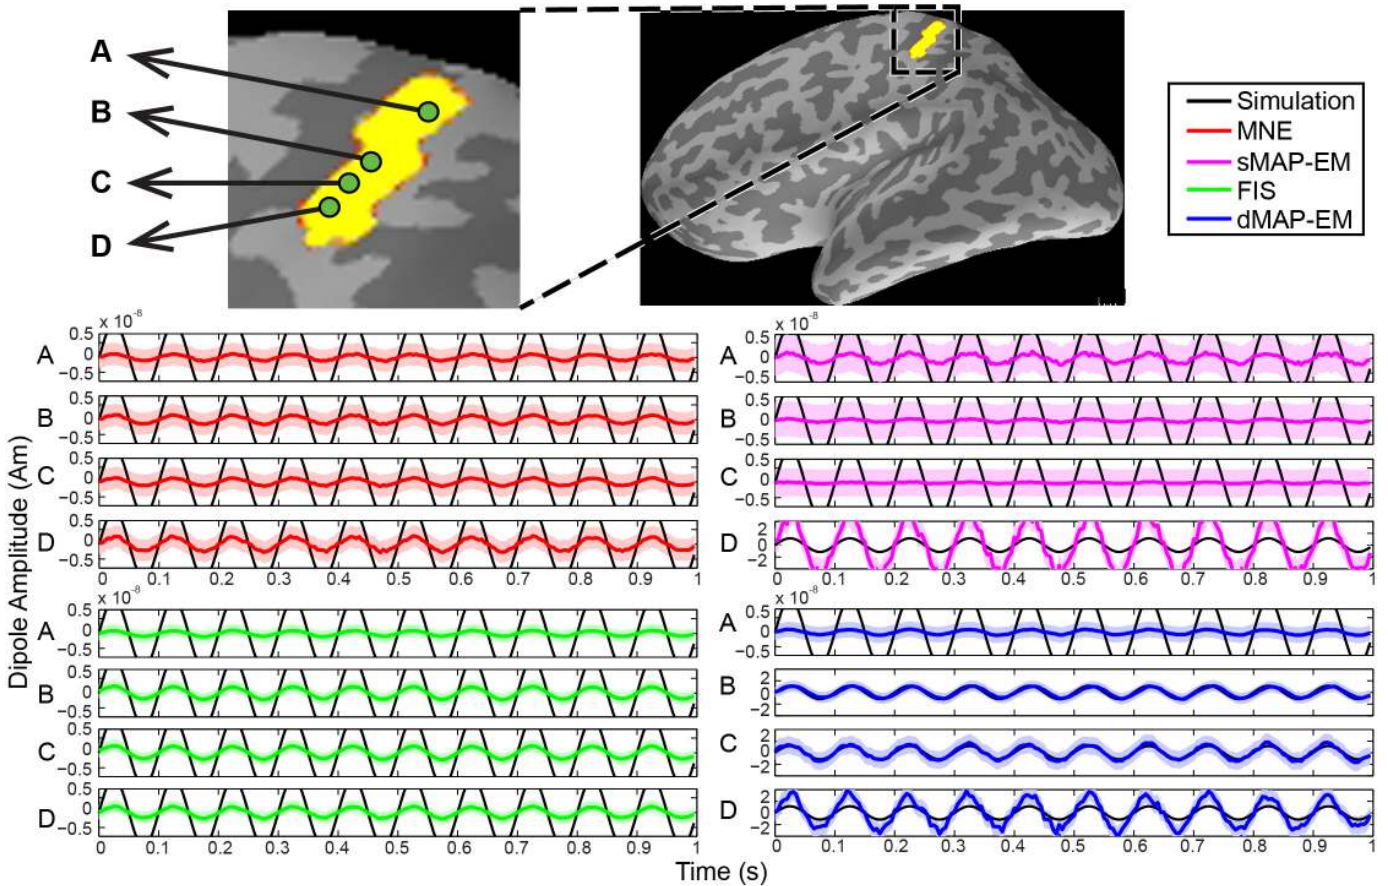 A
B
C
D
Simulation
MNE
sMAP-EM
FIS
dMAP-EM
Dipole Amplitude (Am)
x 10⁻⁸
A 0.5 0 −0.5
B 0.5 0 −0.5
C 0.5 0 −0.5
D 0.5 0 −0.5
0 0.1 0.2 0.3 0.4 0.5 0.6 0.7 0.8 0.9 1
x 10⁻⁸
A 0.5 0 −0.5
B 0.5 0 −0.5
C 0.5 0 −0.5
D 2 0 −2
0 0.1 0.2 0.3 0.4 0.5 0.6 0.7 0.8 0.9 1
x 10⁻⁸
A 0.5 0 −0.5
B 0.5 0 −0.5
C 0.5 0 −0.5
D 0.5 0 −0.5
0 0.1 0.2 0.3 0.4 0.5 0.6 0.7 0.8 0.9 1
x 10⁻⁸
A 0.5 0 −0.5
B 2 0 −2
C 2 0 −2
D 2 0 −2
0 0.1 0.2 0.3 0.4 0.5 0.6 0.7 0.8 0.9 1
Time (s)